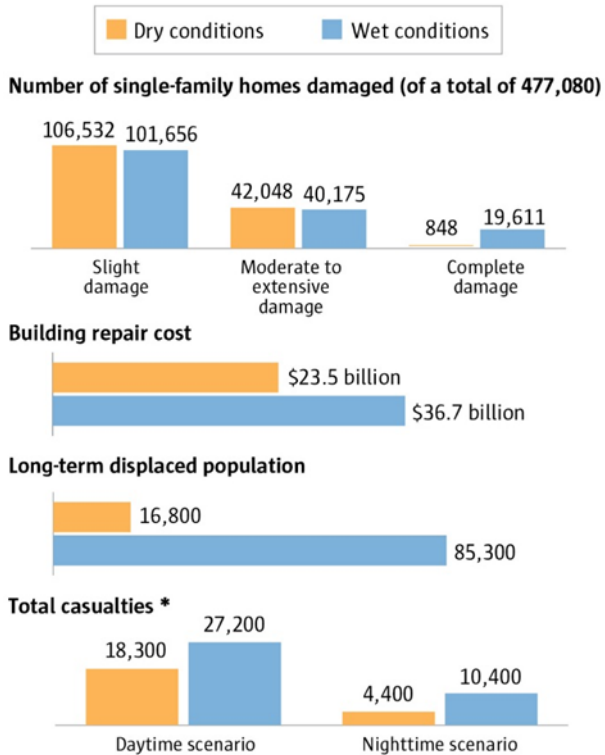 Dry conditions Wet conditions
Number of single-family homes damaged (of a total of 477,080)
106,532 101,656
42,048 40,175
848 19,611
Slight
damage
Moderate to
extensive
damage
Complete
damage
Building repair cost
$23.5 billion
$36.7 billion
Long-term displaced population
16,800
85,300
Total casualties *
18,300 27,200
4,400 10,400
Daytime scenario Nighttime scenario